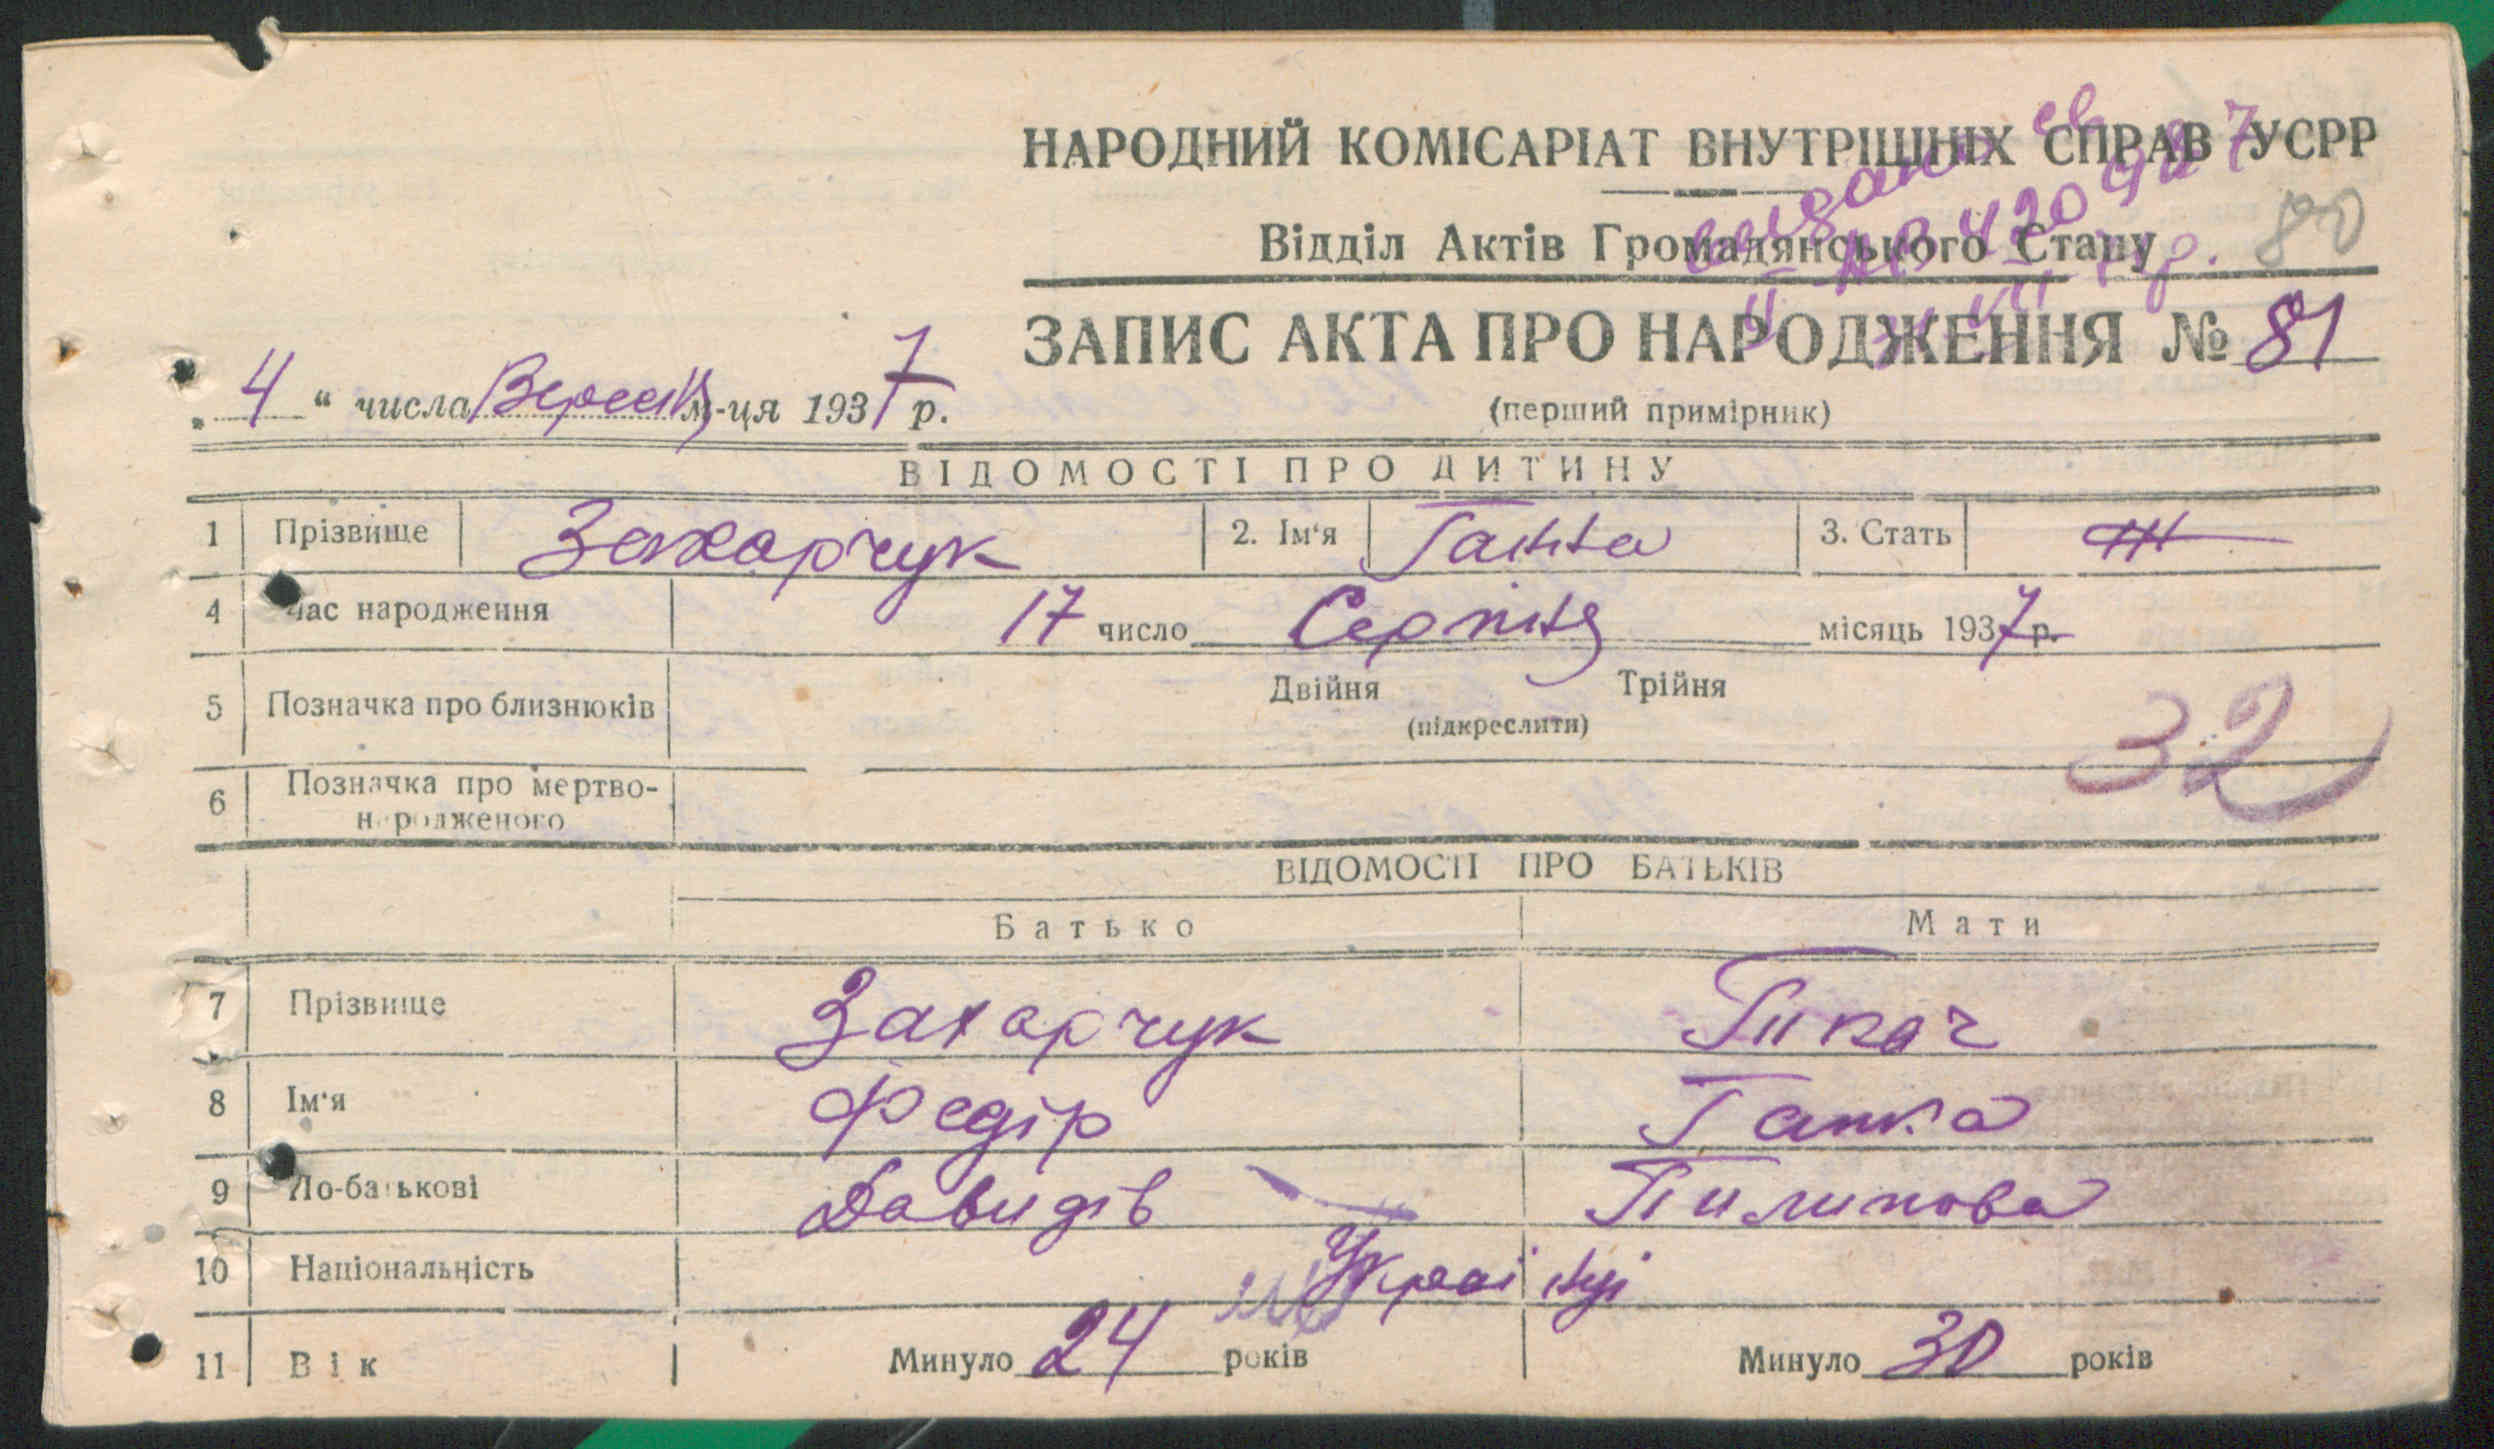 НАРОДНИЙ КОМІСАРІАТ ВНУТРІШНІХ СПРАВ УСРР
Відділ Актів Громадянського Стану
80
ЗАПИС АКТА ПРО НАРОДЖЕННЯ № 81
„4“ числа Вересня м-ця 1937 р.
(перший примірник)
ВІДОМОСТІ ПРО ДИТИНУ
1 Прізвище Захарчук 2. Ім'я Ганна 3. Стать Ж
4 Час народження 17 число Серпня місяць 1937 р.
5 Позначка про близнюків Двійня Трійня
(підкреслити)
32
6 Позначка про мертво-
народженого
ВІДОМОСТІ ПРО БАТЬКІВ
Батько Мати
7 Прізвище Захарчук Ткач
8 Ім'я Федір Ганна
9 По-батькові Давидів Пилипова
10 Національність Українці
11 Вік Минуло 24 років Минуло 30 років